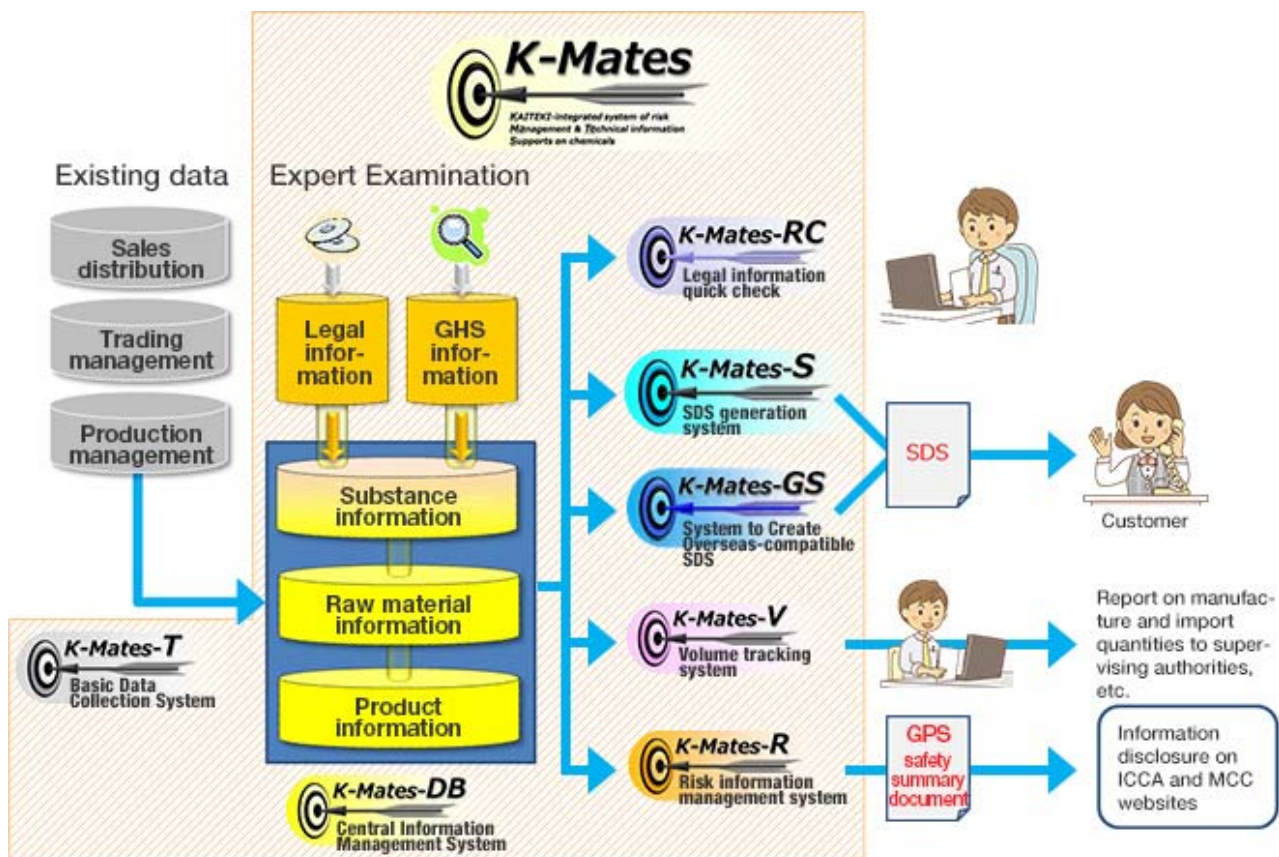 K-Mates
KAITEKI-integrated system of risk
Management & Technical information
Supports on chemicals
Existing data
Sales
distribution
Trading
management
Production
management
K-Mates-T
Basic Data
Collection System
Expert Examination
Legal
infor-
mation
GHS
infor-
mation
Substance
information
Raw material
information
Product
information
K-Mates-DB
Central Information
Management System
K-Mates-RC
Legal information
quick check
K-Mates-S
SDS generation
system
K-Mates-GS
System to Create
Overseas-compatible
SDS
K-Mates-V
Volume tracking
system
K-Mates-R
Risk information
management system
SDS
Customer
Report on manufac-
ture and import
quantities to super-
vising authorities,
etc.
GPS
safety
summary
document
Information
disclosure on
ICCA and MCC
websites